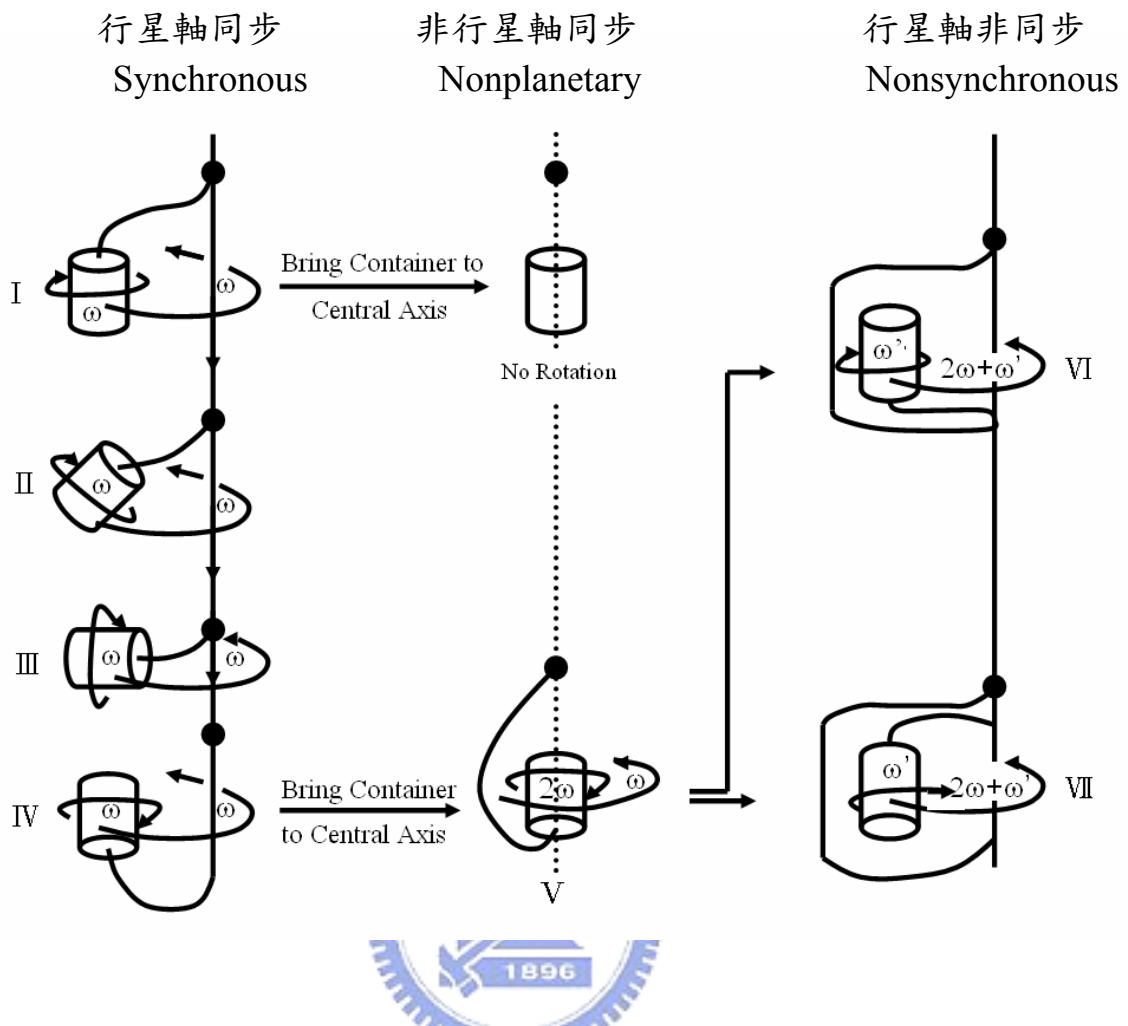 行星軸同步
非行星軸同步
行星軸非同步
Synchronous
Nonplanetary
Nonsynchronous
I
ω
ω
Bring Container to
Central Axis
No Rotation
ω'
2ω+ω'
VI
II
ω
ω
III
ω
ω
IV
ω
ω
Bring Container
to Central Axis
2ω
ω
V
ω'
2ω+ω'
VII
1896